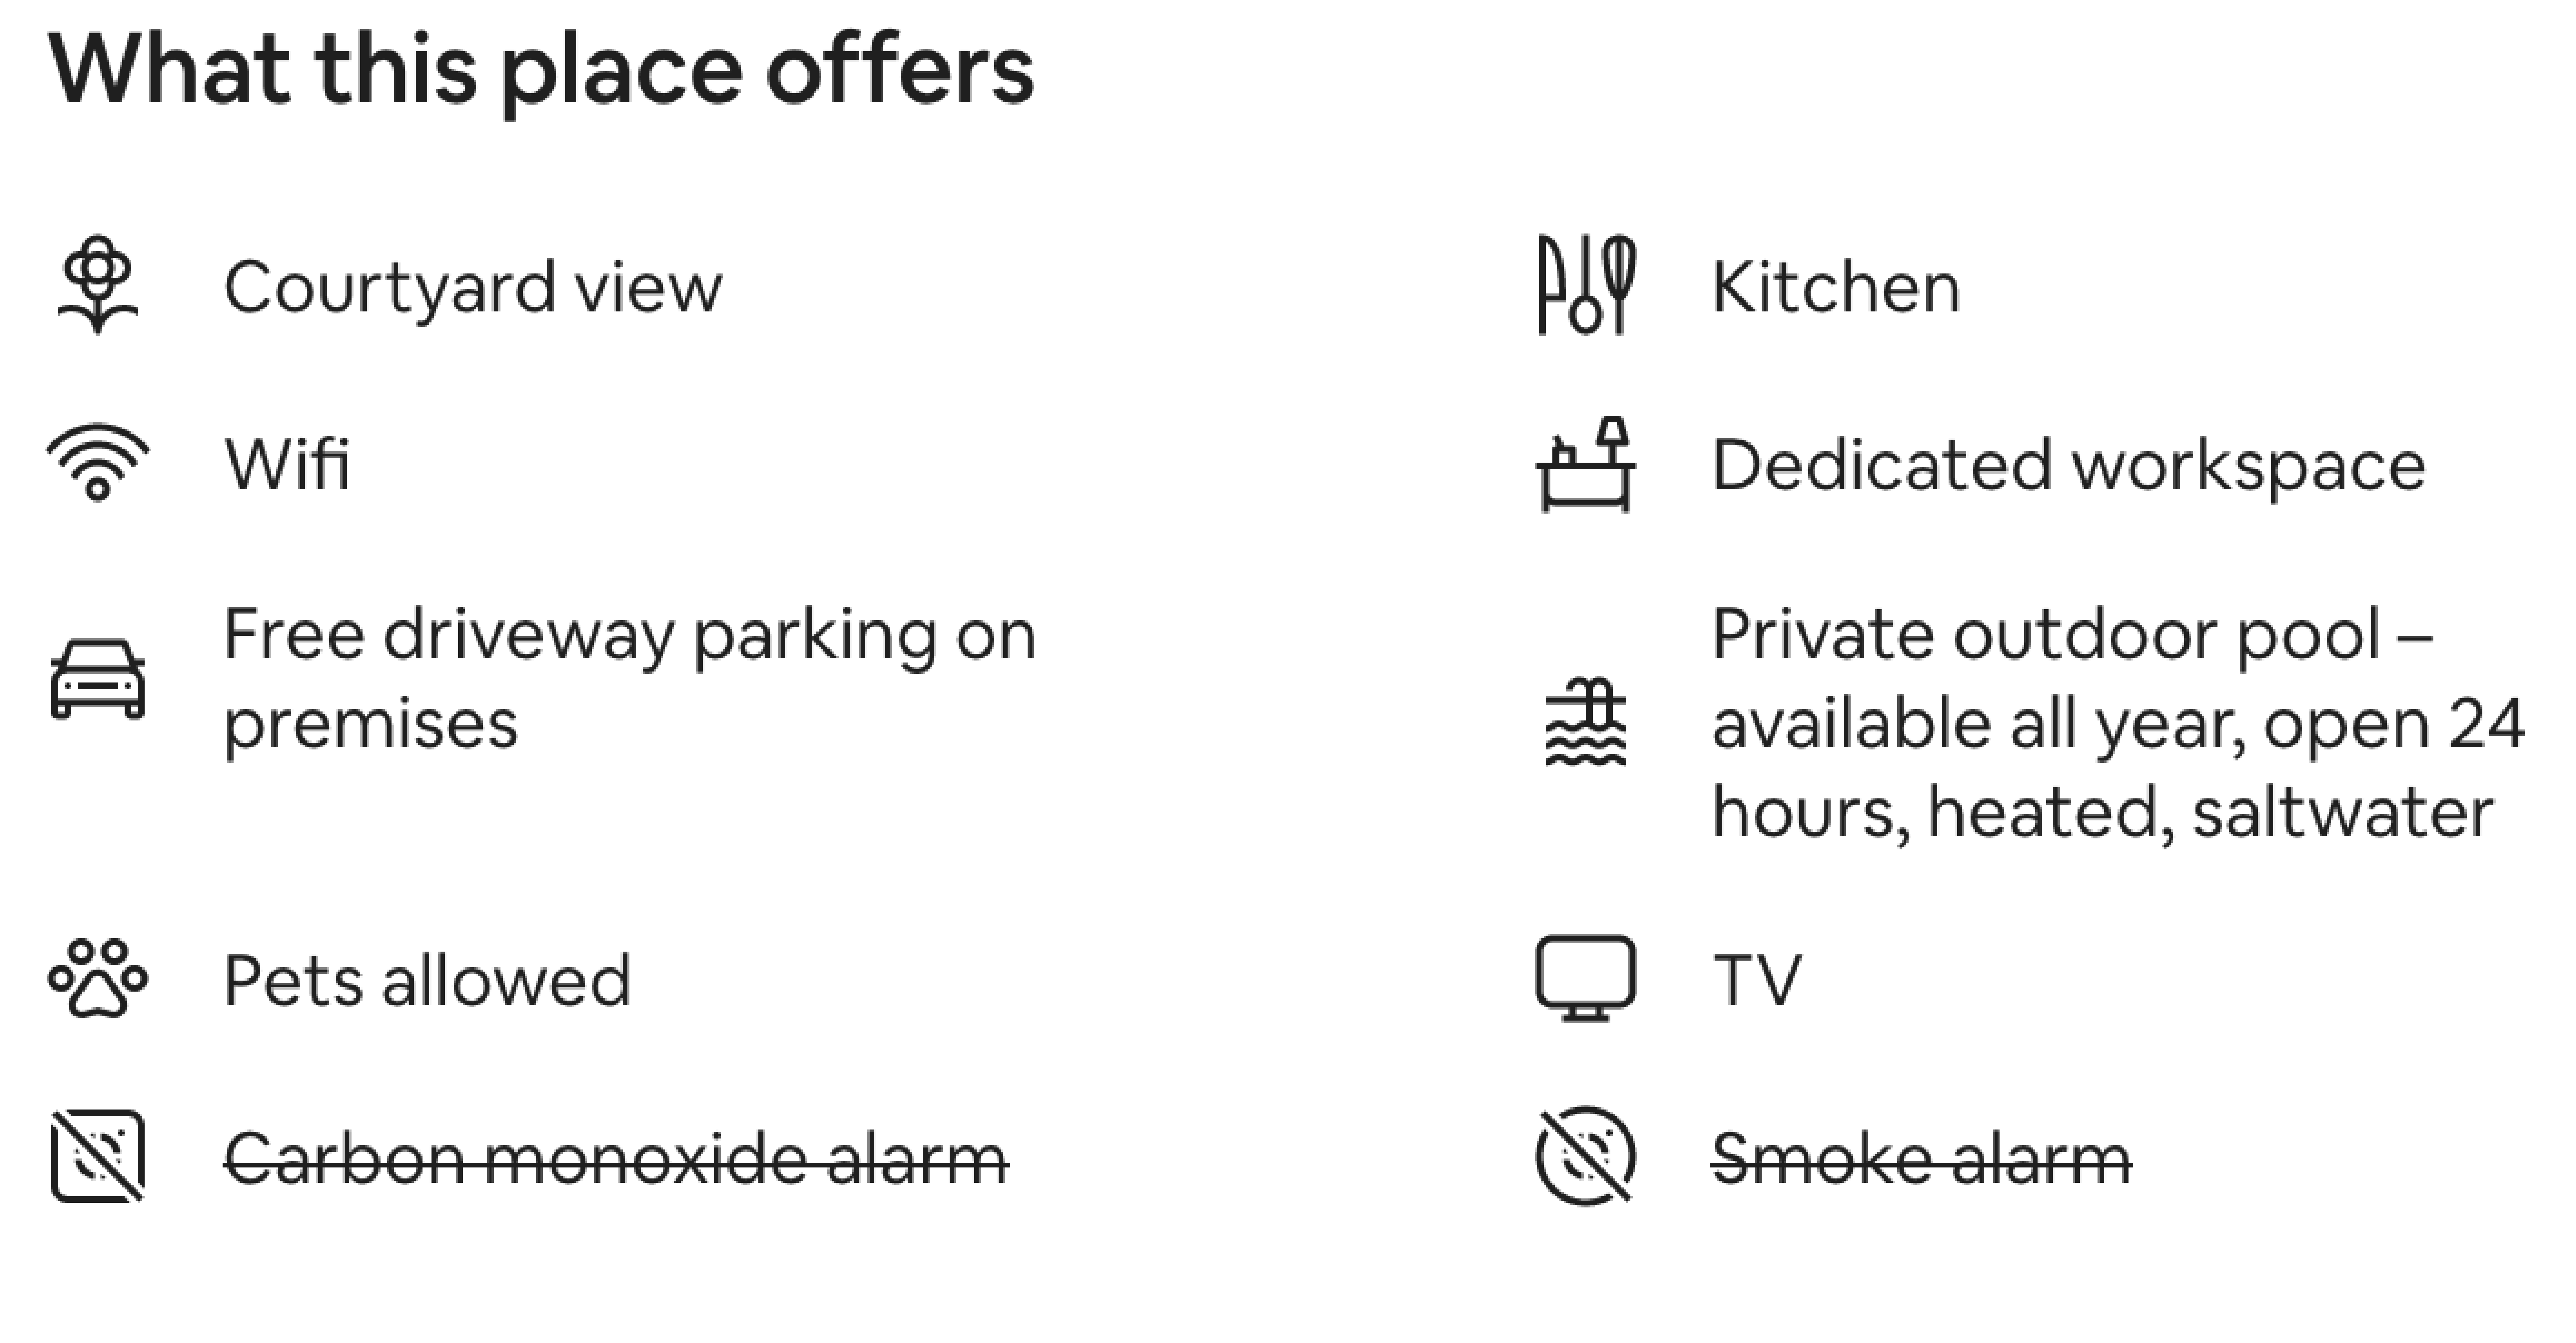 What this place offers
Courtyard view
Kitchen
Wifi
Dedicated workspace
Free driveway parking on
premises
Private outdoor pool –
available all year, open 24
hours, heated, saltwater
Pets allowed
TV
Carbon monoxide alarm
Smoke alarm